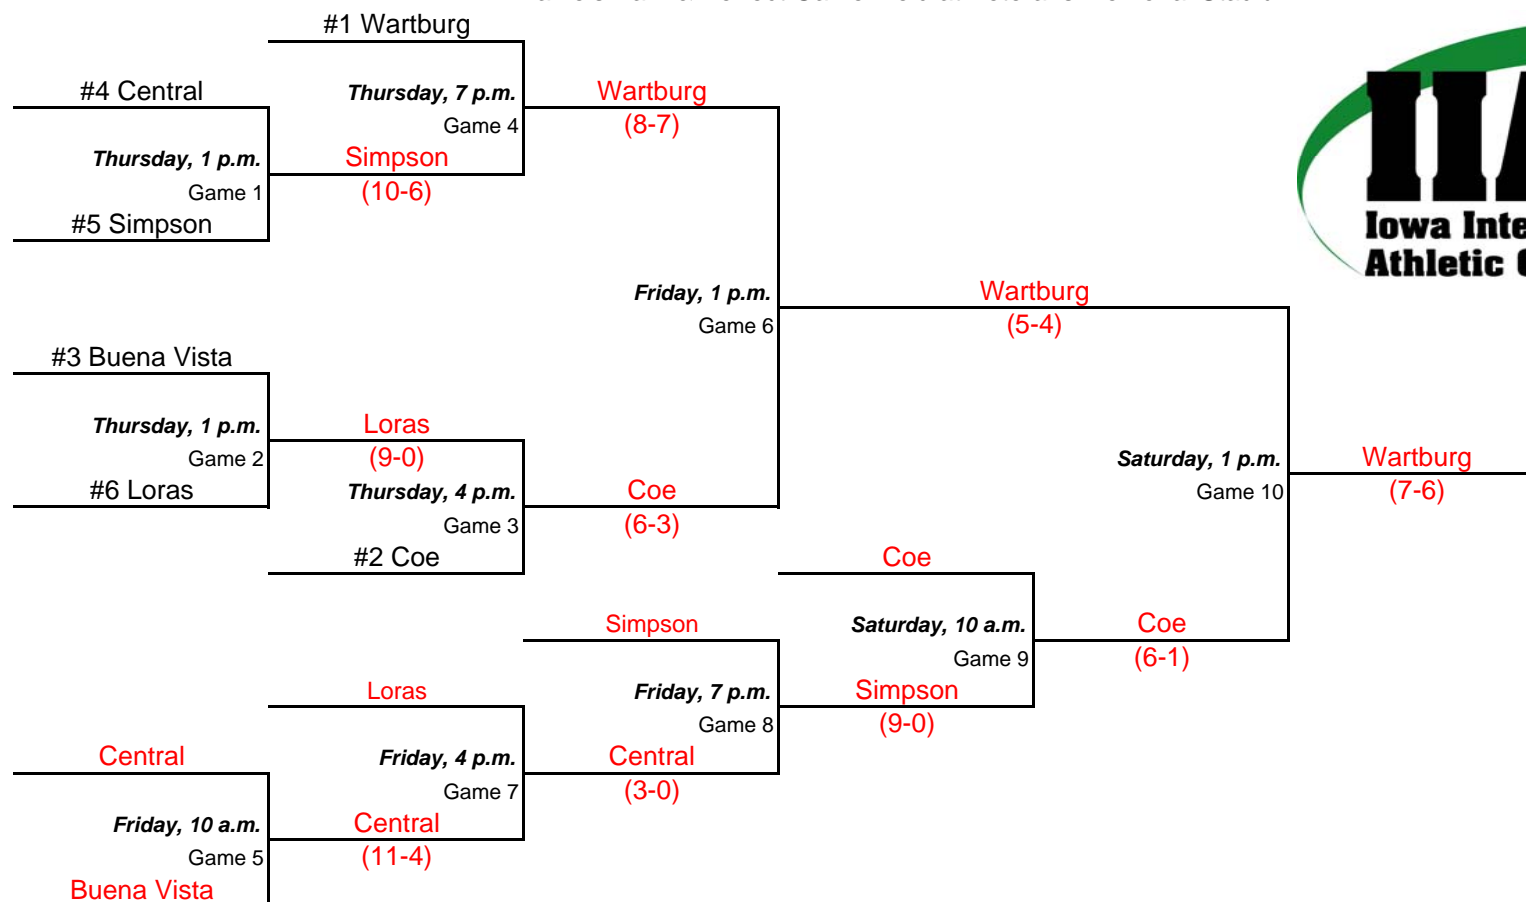 #1 Wartburg
#4 Central
Thursday, 7 p.m.
Wartburg
Game 4
(8-7)
Thursday, 1 p.m.
Simpson
Game 1
(10-6)
#5 Simpson
Iowa Inte
Athletic
Friday, 1 p.m.
Wartburg
Game 6
(5-4)
#3 Buena Vista
Thursday, 1 p.m.
Loras
Game 2
(9-0)
Saturday, 1 p.m.
Wartburg
#6 Loras
Thursday, 4 p.m.
Coe
Game 10
(7-6)
Game 3
(6-3)
#2 Coe
Coe
Simpson
Saturday, 10 a.m.
Coe
Game 9
(6-1)
Loras
Friday, 7 p.m.
Simpson
Game 8
(9-0)
Central
Friday, 4 p.m.
Central
Game 7
(3-0)
Friday, 10 a.m.
Central
Game 5
(11-4)
Buena Vista